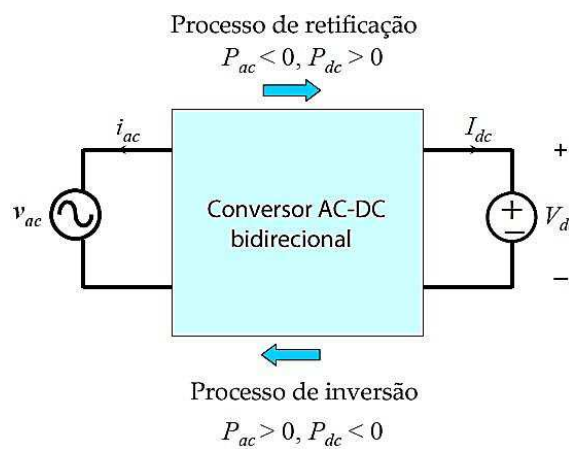 Processo de retificação
P_ac < 0, P_dc > 0
i_ac
I_dc
+
v_ac
Conversor AC-DC
bidirecional
+
−
V_d
−
Processo de inversão
P_ac > 0, P_dc < 0